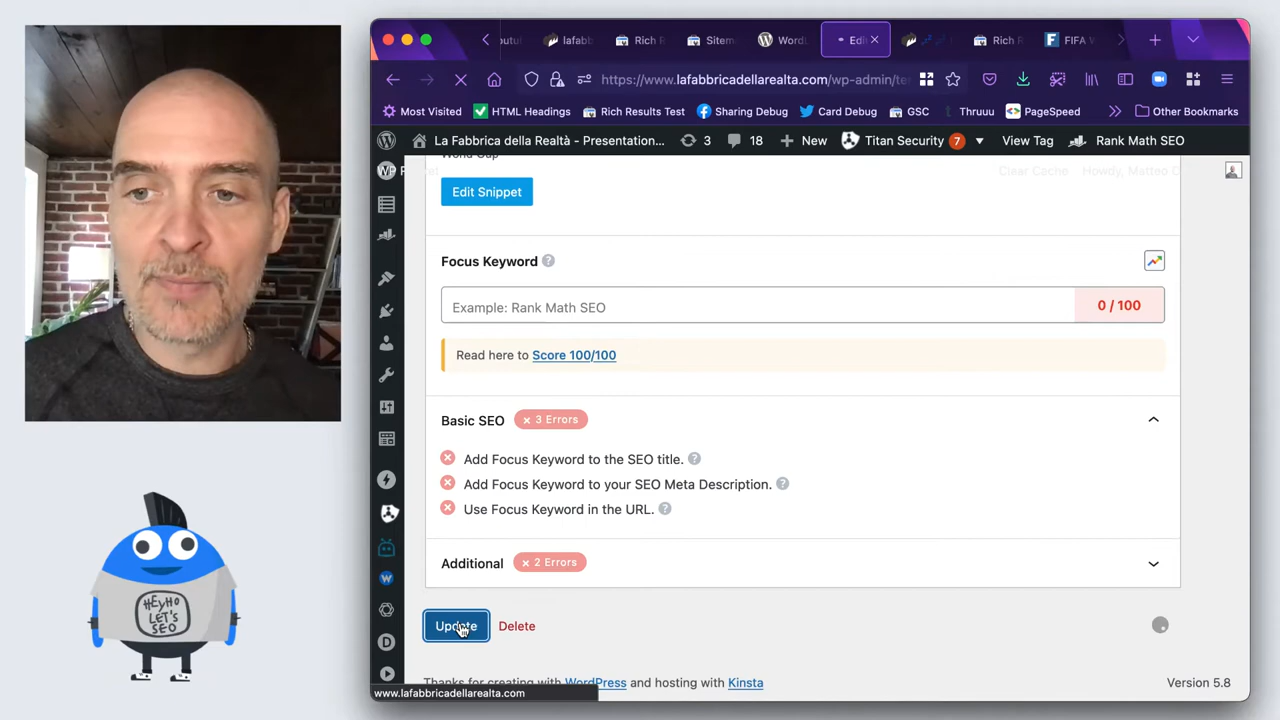 lafabb
Rich R
Sitem
WordL
Edi
Rich R
FIFA W
https://www.lafabbricadellarealta.com/wp-admin/te
Most Visited
HTML Headings
Rich Results Test
Sharing Debug
Card Debug
GSC
Thruuu
PageSpeed
Other Bookmarks
La Fabbrica della Realtà - Presentation...
3
18
New
Titan Security
7
View Tag
Rank Math SEO
World Cup
WP
Clear Cache
Howdy, Matteo C
Edit Snippet
Focus Keyword
Example: Rank Math SEO
0 / 100
Read here to Score 100/100
Basic SEO
3 Errors
Add Focus Keyword to the SEO title.
Add Focus Keyword to your SEO Meta Description.
Use Focus Keyword in the URL.
Additional
2 Errors
Update
Delete
Thanks for creating with WordPress and hosting with Kinsta
Version 5.8
www.lafabbricadellarealta.com
HEYHO
LET'S
SEO